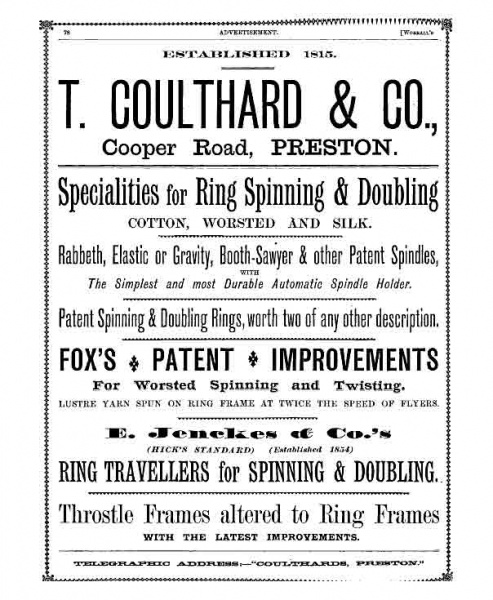 78 ADVERTISEMENT. [WORRALL'S
ESTABLISHED 1815.
T. COULTHARD & CO.,
Cooper Road, PRESTON.
Specialities for Ring Spinning & Doubling
COTTON, WORSTED AND SILK.
Rabbeth, Elastic or Gravity, Booth-Sawyer & other Patent Spindles,
WITH
The Simplest and most Durable Automatic Spindle Holder.
Patent Spinning & Doubling Rings, worth two of any other description.
FOX'S PATENT IMPROVEMENTS
For Worsted Spinning and Twisting.
LUSTRE YARN SPUN ON RING FRAME AT TWICE THE SPEED OF FLYERS.
E. Jenckes & Co.'s
(HICK'S STANDARD) (Established 1854)
RING TRAVELLERS for SPINNING & DOUBLING.
Throstle Frames altered to Ring Frames
WITH THE LATEST IMPROVEMENTS.
TELEGRAPHIC ADDRESS:—"COULTHARDS, PRESTON."